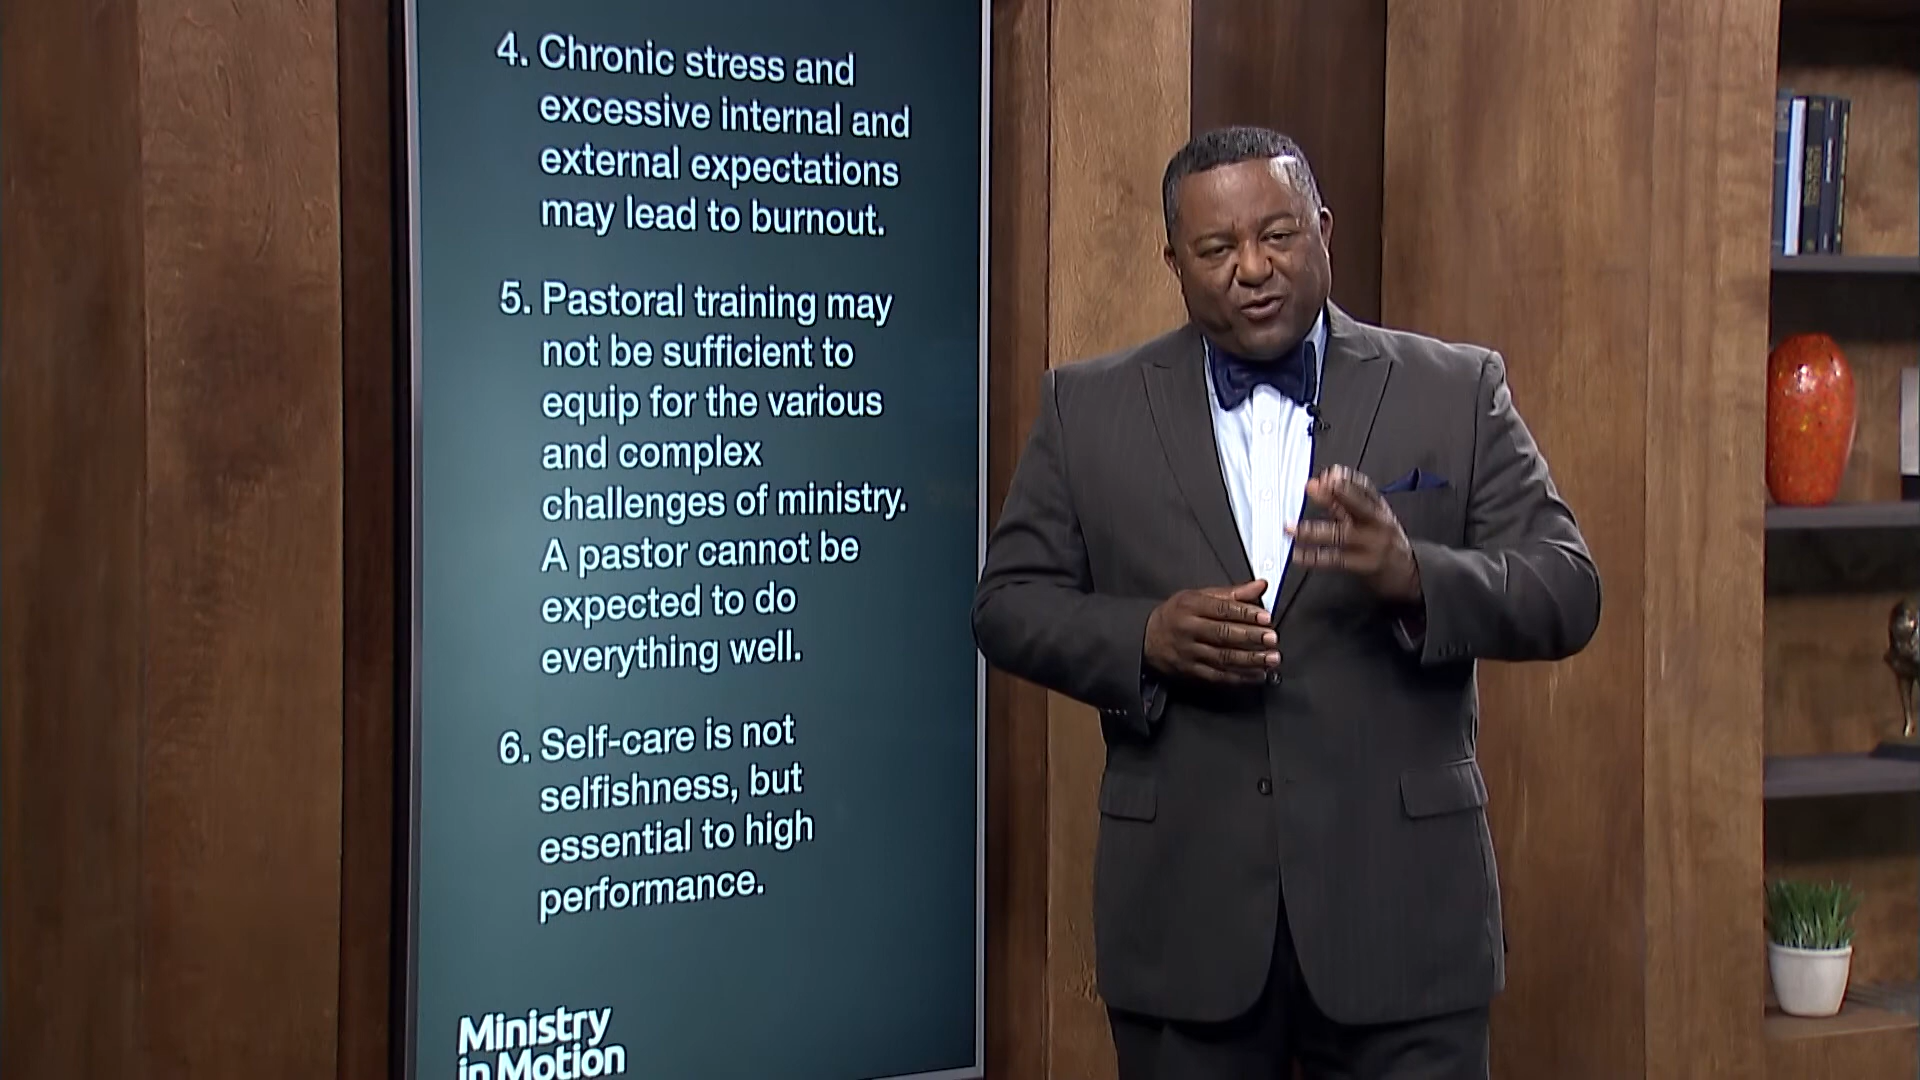 4. Chronic stress and
excessive internal and
external expectations
may lead to burnout.
5. Pastoral training may
not be sufficient to
equip for the various
and complex
challenges of ministry.
A pastor cannot be
expected to do
everything well.
6. Self-care is not
selfishness, but
essential to high
performance.
Ministry
in Motion